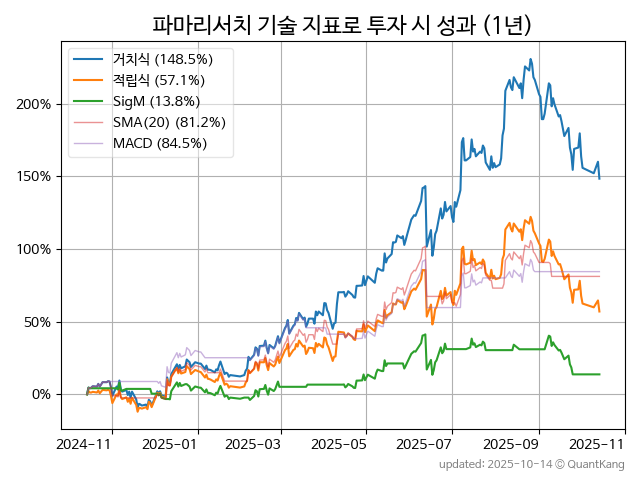 파마리서치 기술 지표로 투자 시 성과 (1년)
거치식 (148.5%)
적립식 (57.1%)
SigM (13.8%)
SMA(20) (81.2%)
MACD (84.5%)
200%
150%
100%
50%
0%
2024-11 2025-01 2025-03 2025-05 2025-07 2025-09 2025-11
updated: 2025-10-14 © QuantKang